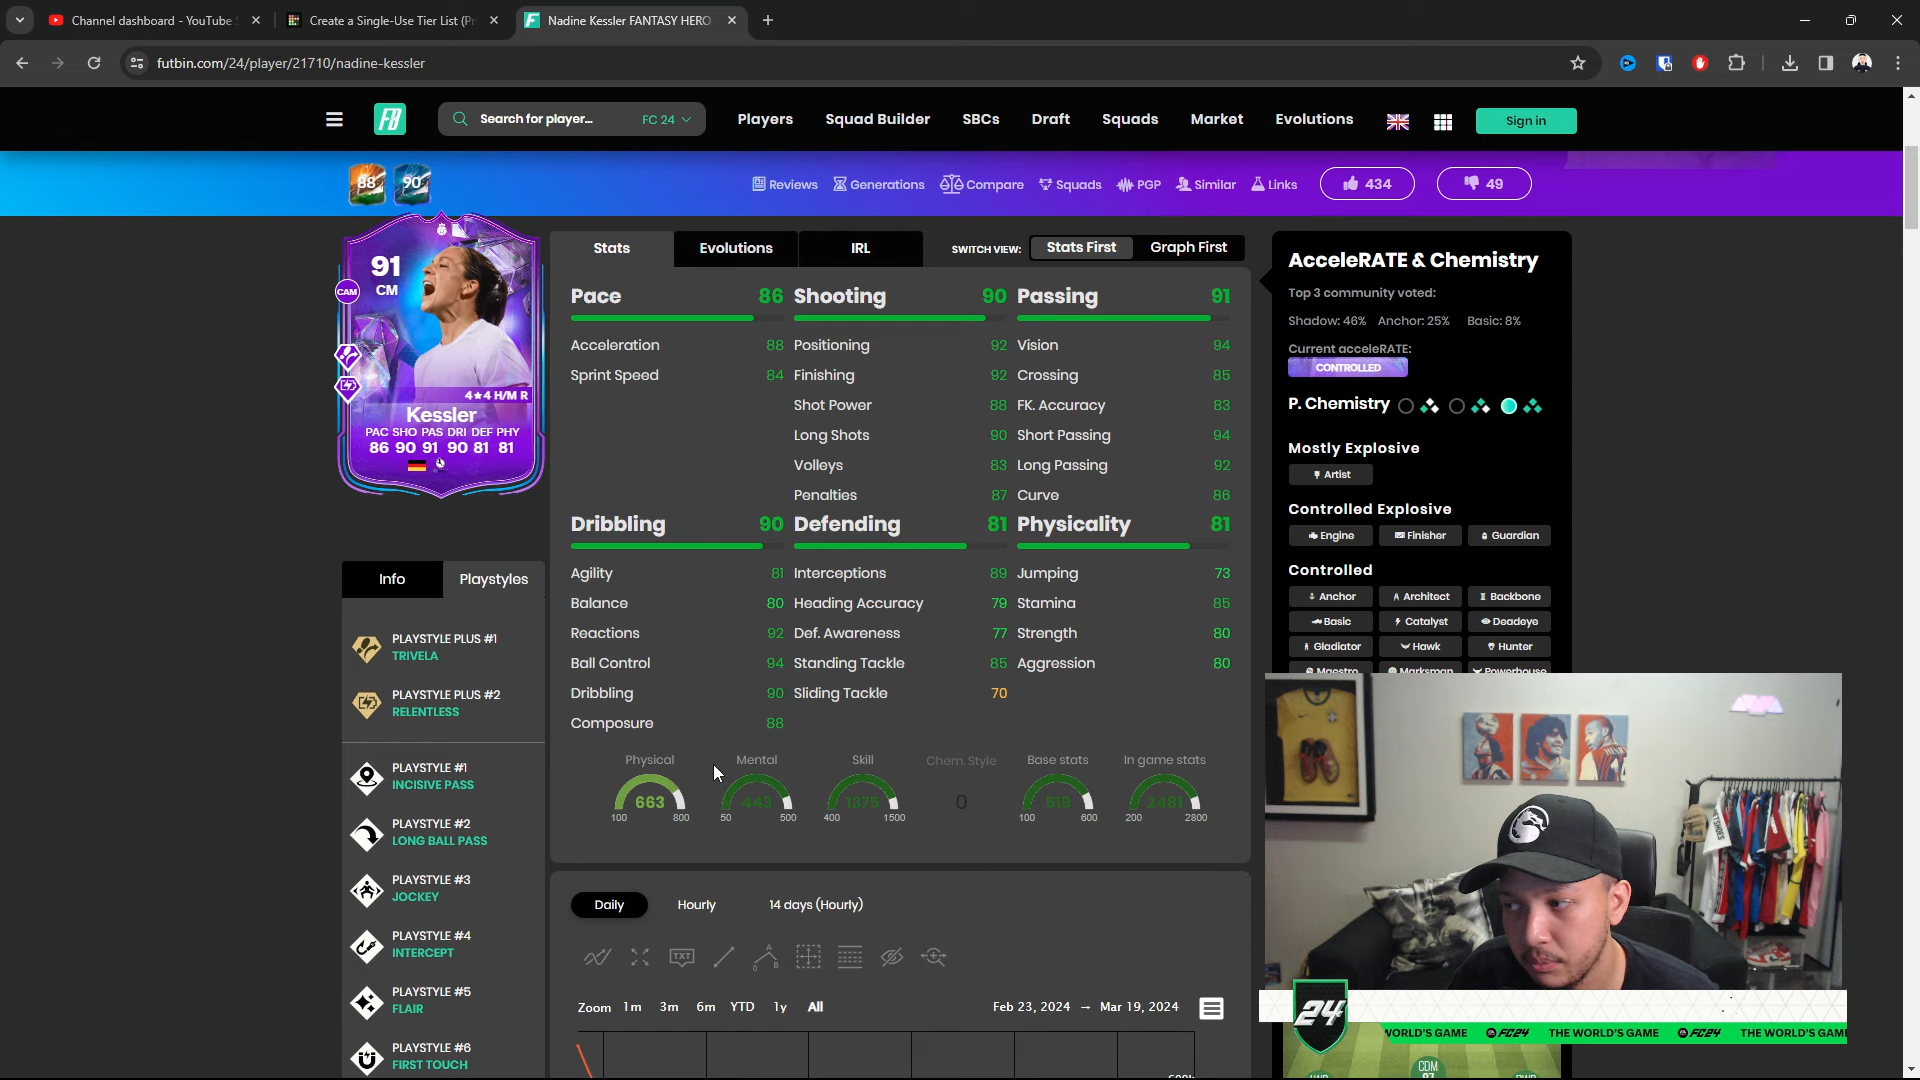 Channel dashboard - YouTube
Create a Single-Use Tier List (Pr
Nadine Kessler FANTASY HERO
futbin.com/24/player/21710/nadine-kessler
FB
Search for player...
FC 24
Players
Squad Builder
SBCs
Draft
Squads
Market
Evolutions
Sign in
88
90
Reviews
Generations
Compare
Squads
PGP
Similar
Links
434
49
91
CM
CAM
4★4 H/M R
Kessler
PAC SHO PAS DRI DEF PHY
86 90 91 90 81 81
Stats
Evolutions
IRL
SWITCH VIEW:
Stats First
Graph First
Pace 86
Acceleration 88
Sprint Speed 84
Shooting 90
Positioning 92
Finishing 92
Shot Power 88
Long Shots 90
Volleys 83
Penalties 87
Passing 91
Vision 94
Crossing 85
FK. Accuracy 83
Short Passing 94
Long Passing 92
Curve 86
Dribbling 90
Agility 81
Balance 80
Reactions 92
Ball Control 94
Dribbling 90
Composure 88
Defending 81
Interceptions 89
Heading Accuracy 79
Def. Awareness 77
Standing Tackle 85
Sliding Tackle 70
Physicality 81
Jumping 73
Stamina 85
Strength 80
Aggression 80
Physical
663
100 800
Mental
443
50 500
Skill
1375
400 1500
Chem. Style
0
Base stats
519
100 600
In game stats
2481
200 2800
Info
Playstyles
PLAYSTYLE PLUS #1
TRIVELA
PLAYSTYLE PLUS #2
RELENTLESS
PLAYSTYLE #1
INCISIVE PASS
PLAYSTYLE #2
LONG BALL PASS
PLAYSTYLE #3
JOCKEY
PLAYSTYLE #4
INTERCEPT
PLAYSTYLE #5
FLAIR
PLAYSTYLE #6
FIRST TOUCH
Daily
Hourly
14 days (Hourly)
TXT
Zoom 1m 3m 6m YTD 1y All
Feb 23, 2024 → Mar 19, 2024
AcceleRATE & Chemistry
Top 3 community voted:
Shadow: 46% Anchor: 25% Basic: 8%
Current acceleRATE:
CONTROLLED
P. Chemistry
Mostly Explosive
Artist
Controlled Explosive
Engine
Finisher
Guardian
Controlled
Anchor
Architect
Backbone
Basic
Catalyst
Deadeye
Gladiator
Hawk
Hunter
Maestro
Marksman
Powerhouse
HENRY
24
WORLD'S GAME
FC24
THE WORLD'S GAME
FC24
THE WORLD'S GAM
CDM